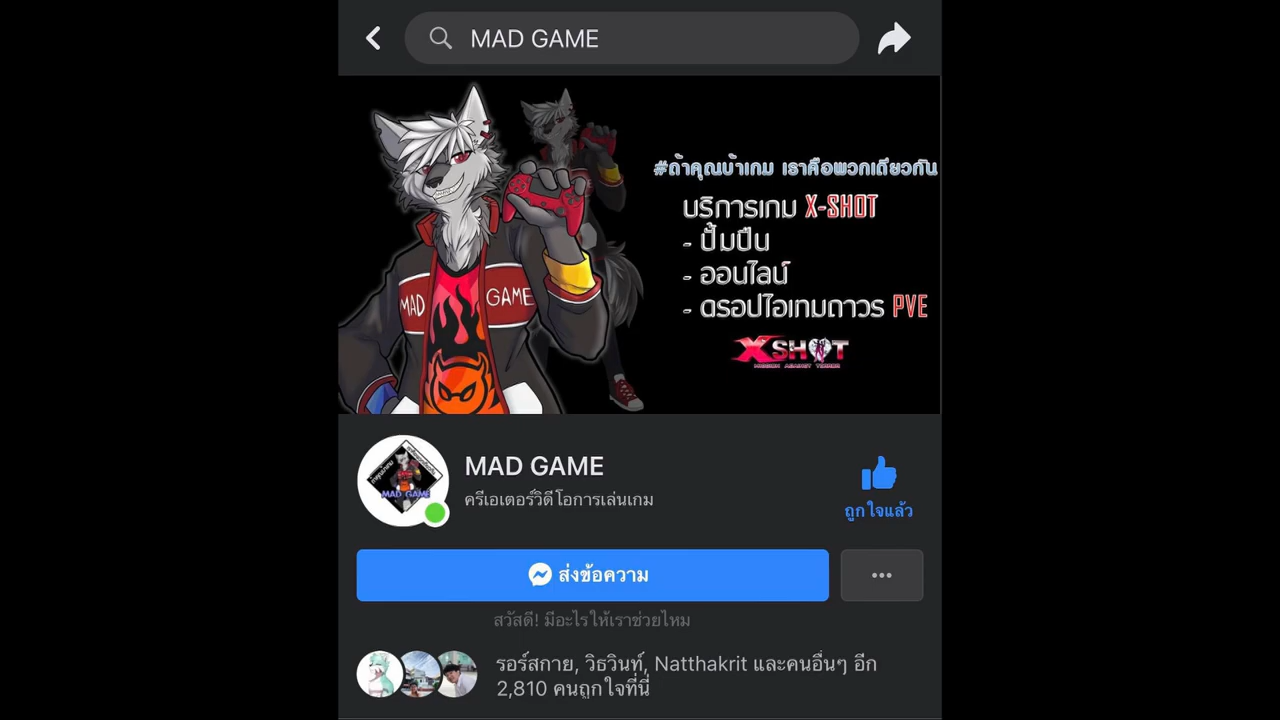 MAD GAME
#ถ้าคุณบ้าเกม เราคือพวกเดียวกัน
บริการเกม X-SHOT
- ปั๊มปืน
- ออนไลน์
- ดรอปไอเทมถาวร PVE
XSHOT
MAD GAME
MAD GAME
MAD GAME
ครีเอเตอร์วิดีโอการเล่นเกม
ถูกใจแล้ว
ส่งข้อความ
สวัสดี! มีอะไรให้เราช่วยไหม
รอร์สกาย, วิธวินท์, Natthakrit และคนอื่นๆ อีก
2,810 คนถูกใจที่นี่